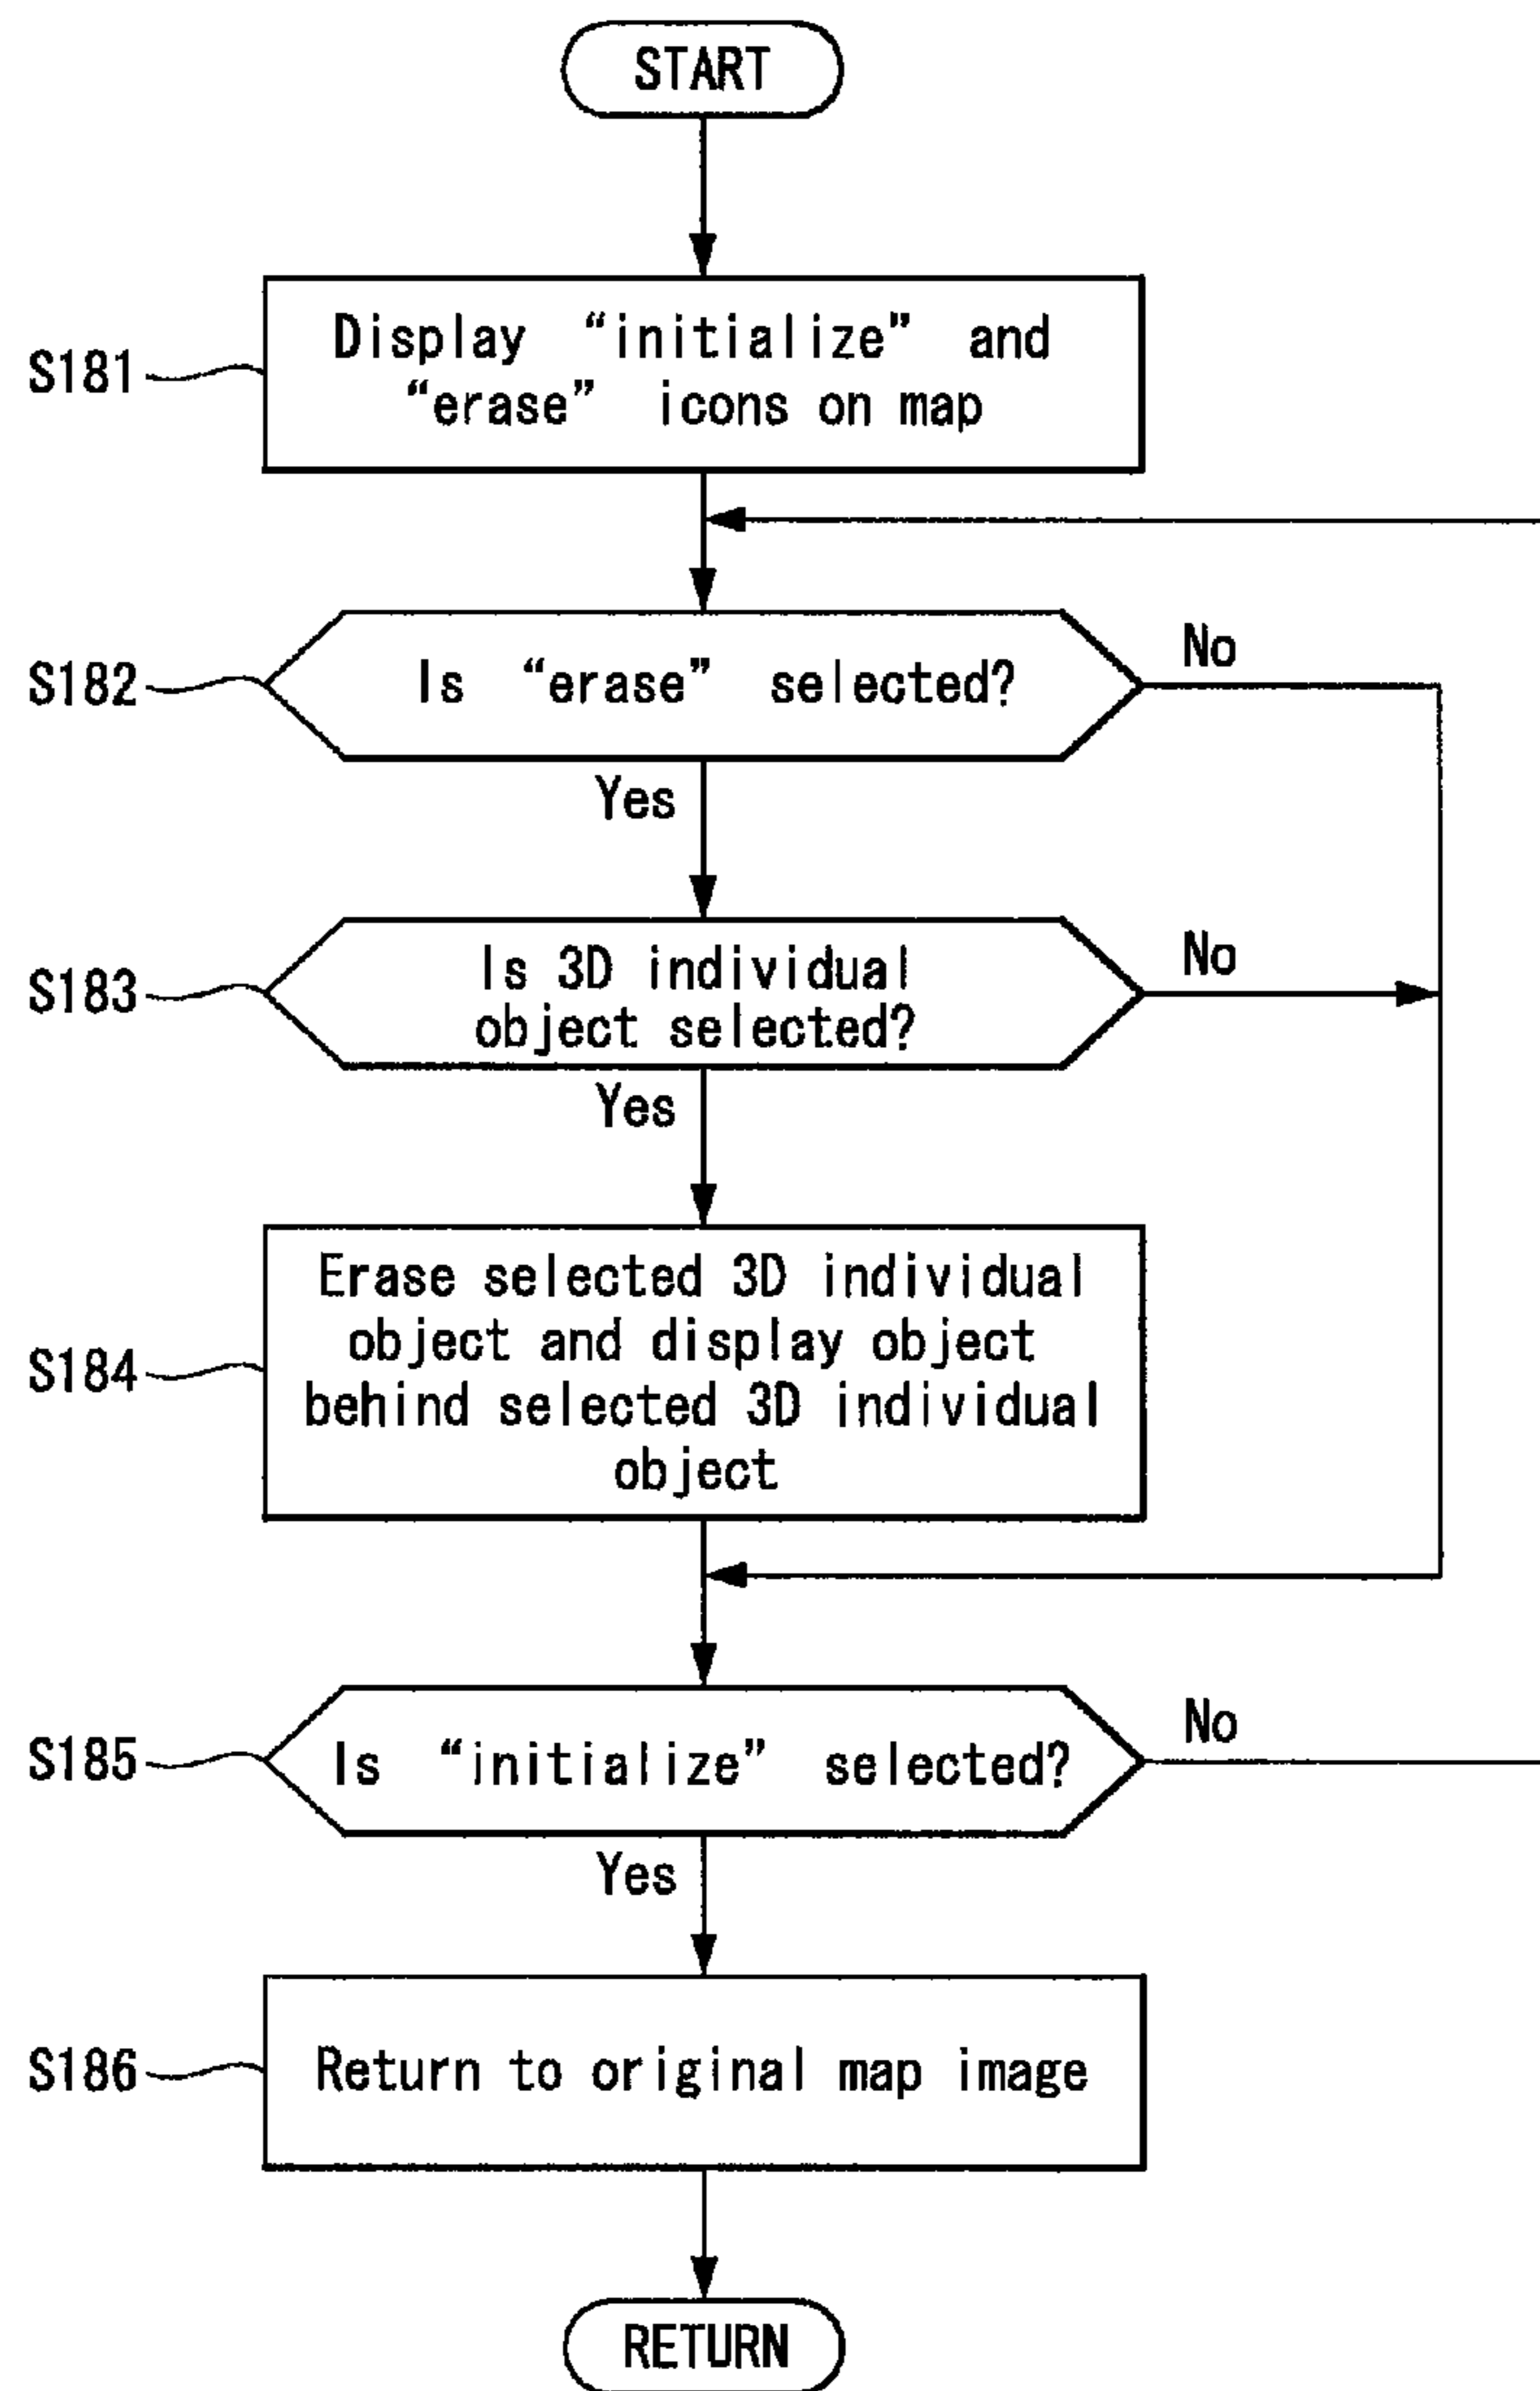 START
S181
Display “initialize” and
“erase” icons on map
S182
Is “erase” selected?
No
Yes
S183
Is 3D individual
object selected?
No
Yes
S184
Erase selected 3D individual
object and display object
behind selected 3D individual
object
S185
Is “initialize” selected?
No
Yes
S186
Return to original map image
RETURN